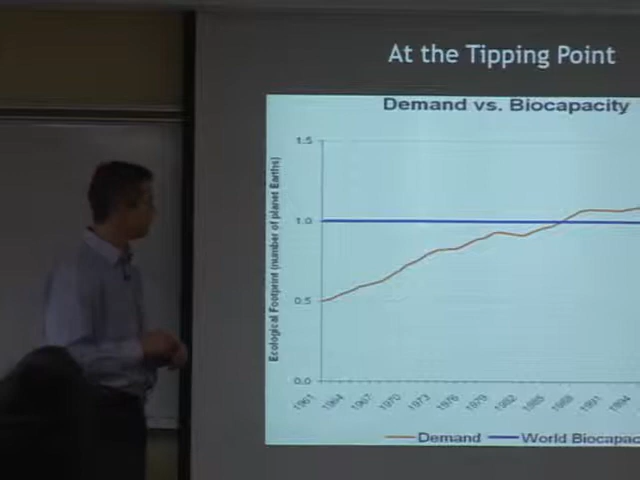 At the Tipping Point
Demand vs. Biocapacity
Ecological Footprint (number of planet Earths)
1.5
1.0
0.5
0.0
1961 1964 1967 1970 1973 1976 1979 1982 1985 1988 1991 1994
Demand World Biocapac